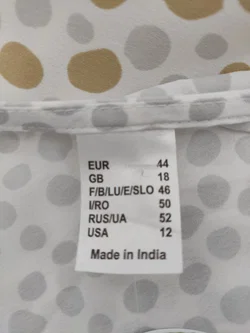 EUR 44
GB 18
F/B/LU/E/SLO 46
I/RO 50
RUS/UA 52
USA 12
Made in India